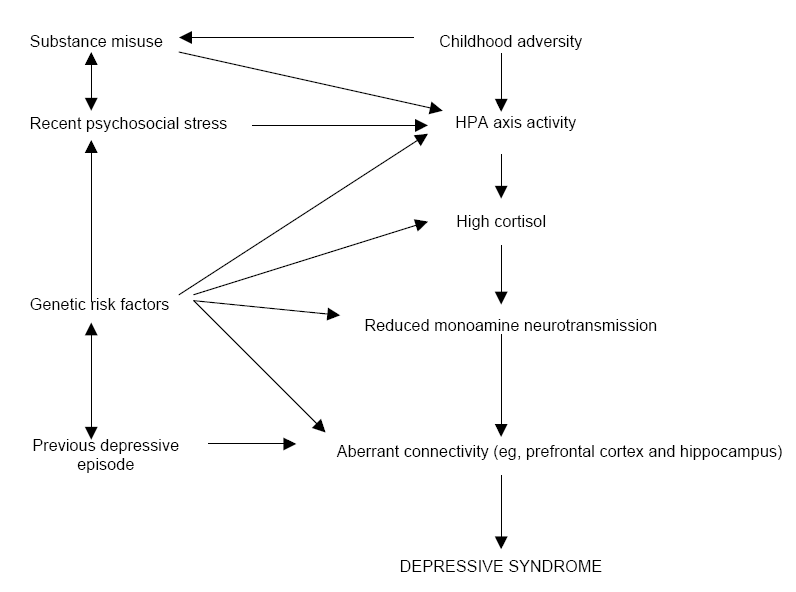 Substance misuse
Childhood adversity
Recent psychosocial stress
HPA axis activity
High cortisol
Genetic risk factors
Reduced monoamine neurotransmission
Previous depressive
episode
Aberrant connectivity (eg, prefrontal cortex and hippocampus)
DEPRESSIVE SYNDROME